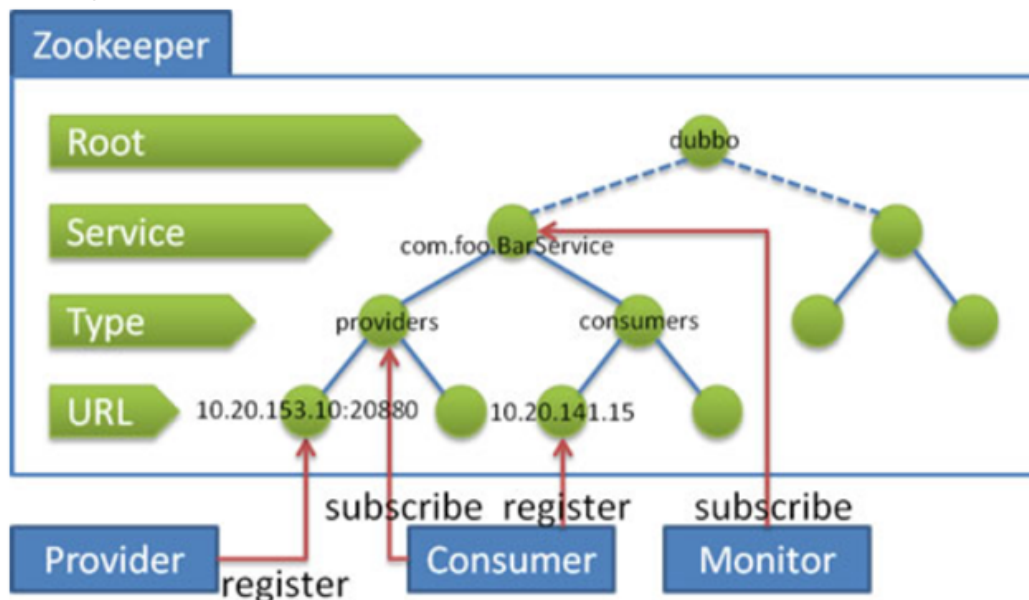 Zookeeper
Root
dubbo
Service
com.foo.BarService
Type
providers
consumers
URL
10.20.153.10:20880
10.20.141.15
subscribe
register
subscribe
Provider
register
Consumer
Monitor